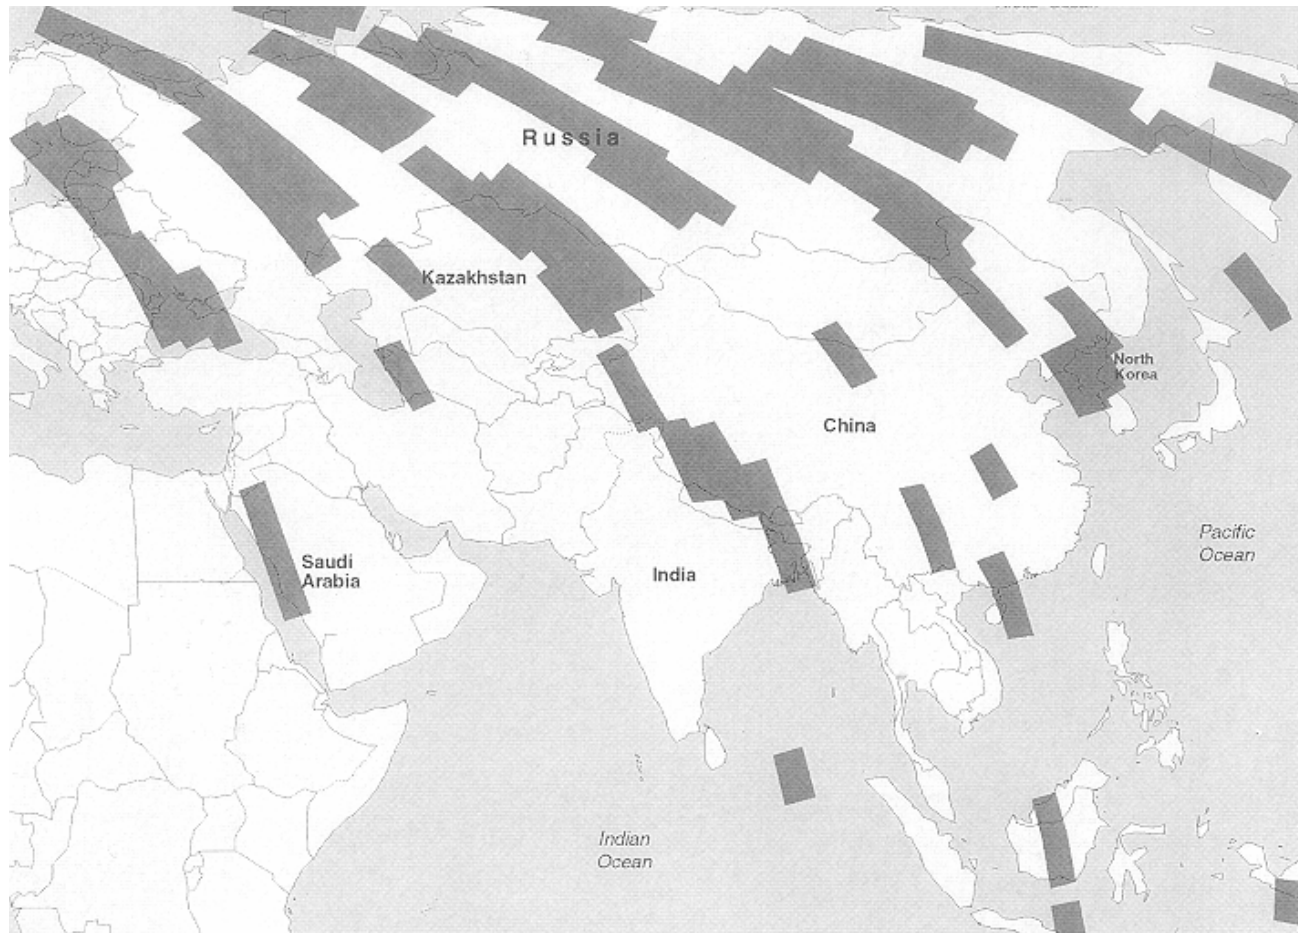 Russia
Kazakhstan
North
Korea
China
Pacific
Ocean
Saudi
Arabia
India
Indian
Ocean